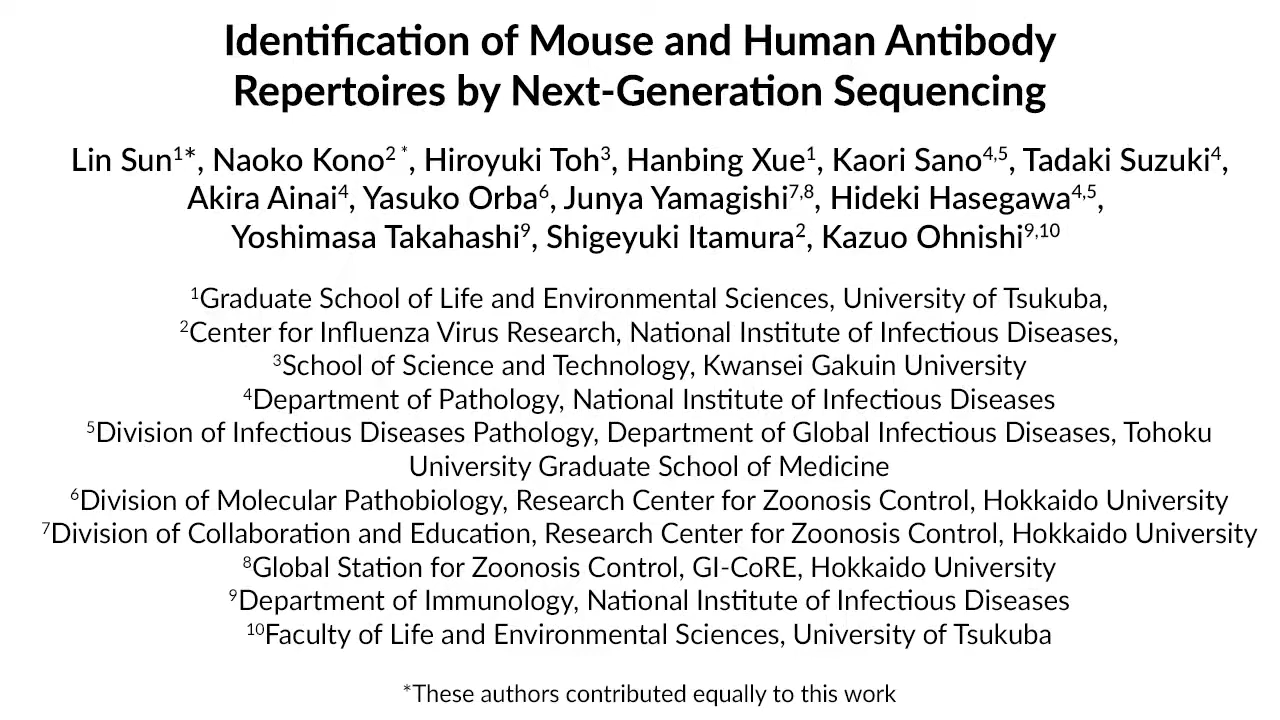 Identification of Mouse and Human Antibody
Repertoires by Next-Generation Sequencing
Lin Sun1*, Naoko Kono2 *, Hiroyuki Toh3, Hanbing Xue1, Kaori Sano4,5, Tadaki Suzuki4,
Akira Ainai4, Yasuko Orba6, Junya Yamagishi7,8, Hideki Hasegawa4,5,
Yoshimasa Takahashi9, Shigeyuki Itamura2, Kazuo Ohnishi9,10
1Graduate School of Life and Environmental Sciences, University of Tsukuba,
2Center for Influenza Virus Research, National Institute of Infectious Diseases,
3School of Science and Technology, Kwansei Gakuin University
4Department of Pathology, National Institute of Infectious Diseases
5Division of Infectious Diseases Pathology, Department of Global Infectious Diseases, Tohoku
University Graduate School of Medicine
6Division of Molecular Pathobiology, Research Center for Zoonosis Control, Hokkaido University
7Division of Collaboration and Education, Research Center for Zoonosis Control, Hokkaido University
8Global Station for Zoonosis Control, GI-CoRE, Hokkaido University
9Department of Immunology, National Institute of Infectious Diseases
10Faculty of Life and Environmental Sciences, University of Tsukuba
*These authors contributed equally to this work